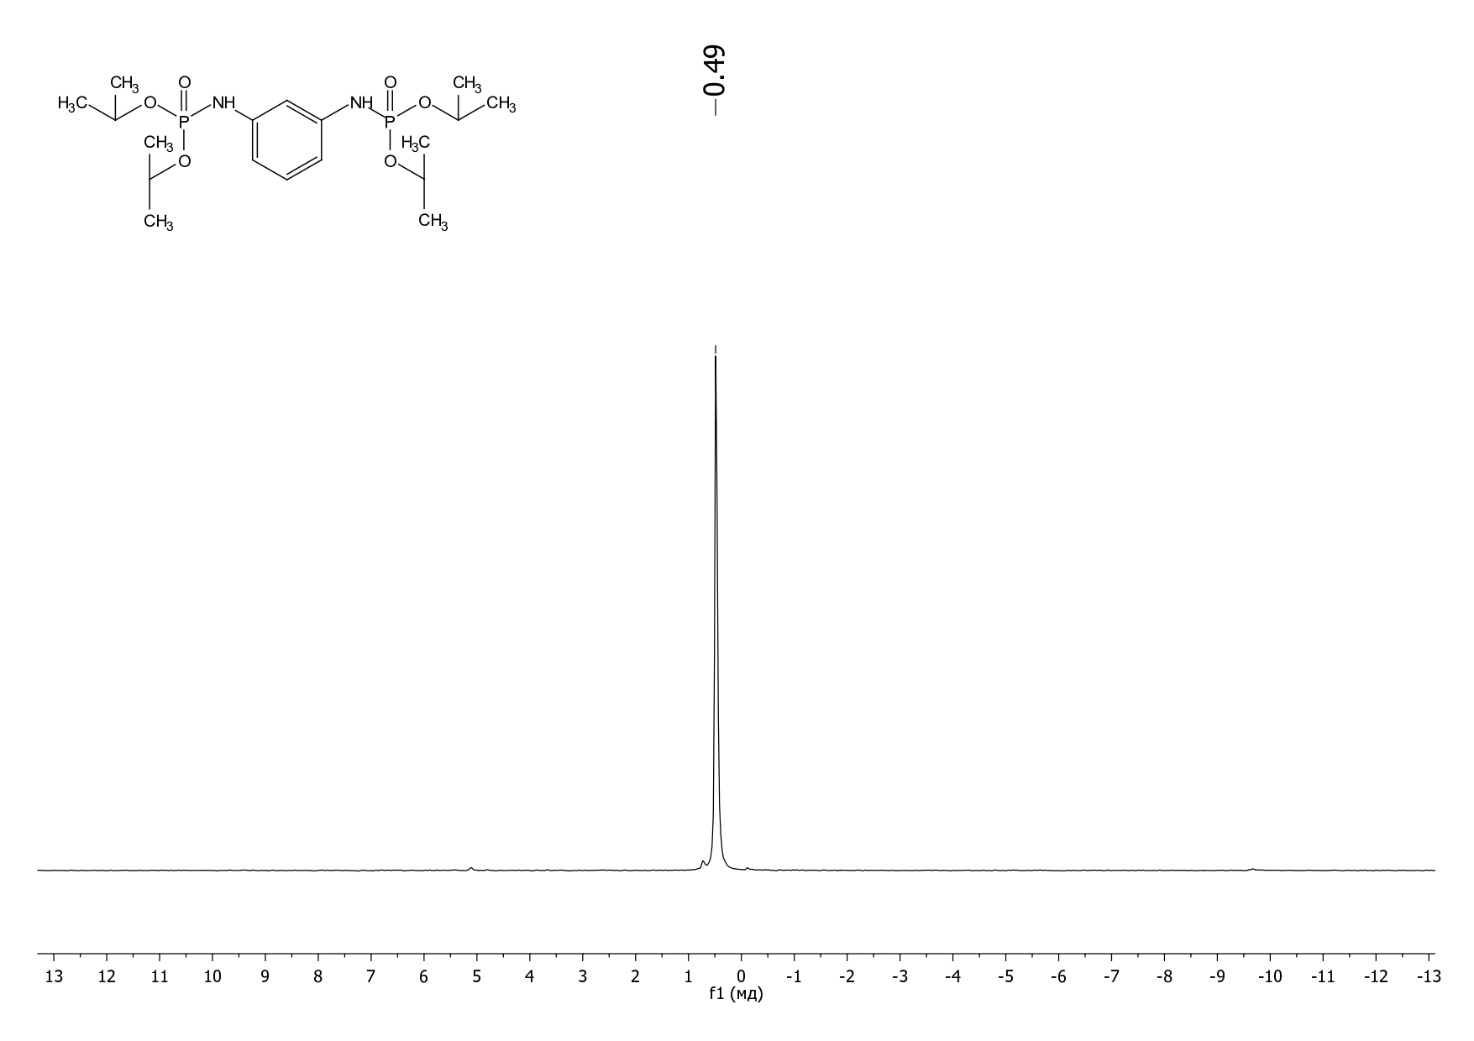 0.49
CH3 O O CH3
H3C O NH NH O CH3
P P
CH3 H3C
O O
CH3 CH3
13 12 11 10 9 8 7 6 5 4 3 2 1 0 -1 -2 -3 -4 -5 -6 -7 -8 -9 -10 -11 -12 -13
f1 (мд)